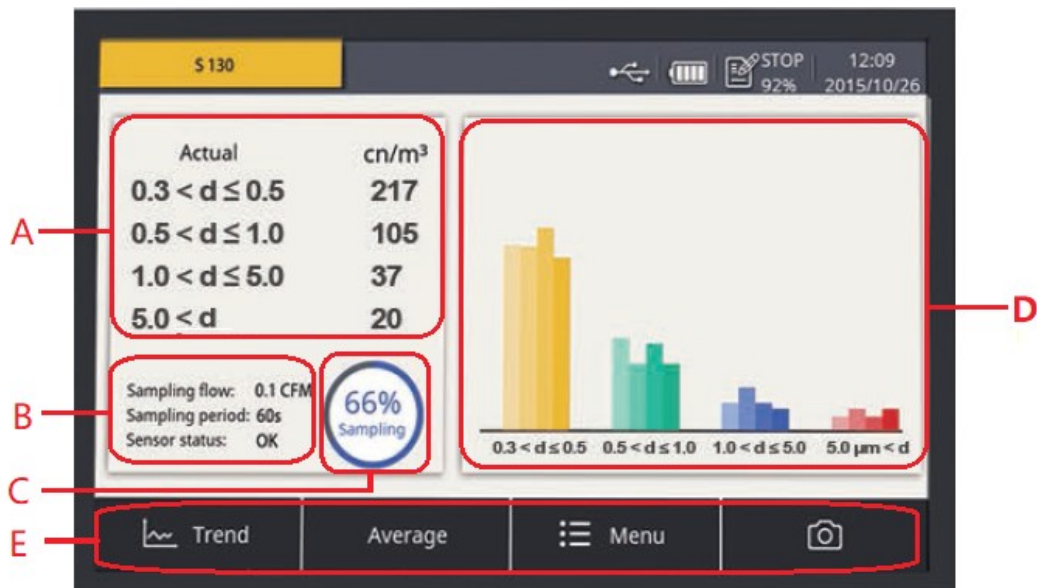 S 130
STOP 12:09
92% 2015/10/26
Actual cn/m³
0.3 < d ≤ 0.5 217
0.5 < d ≤ 1.0 105
1.0 < d ≤ 5.0 37
5.0 < d 20
Sampling flow: 0.1 CFM
Sampling period: 60s
Sensor status: OK
66%
Sampling
0.3 < d ≤ 0.5 0.5 < d ≤ 1.0 1.0 < d ≤ 5.0 5.0 μm < d
Trend Average Menu
A
B
C
D
E